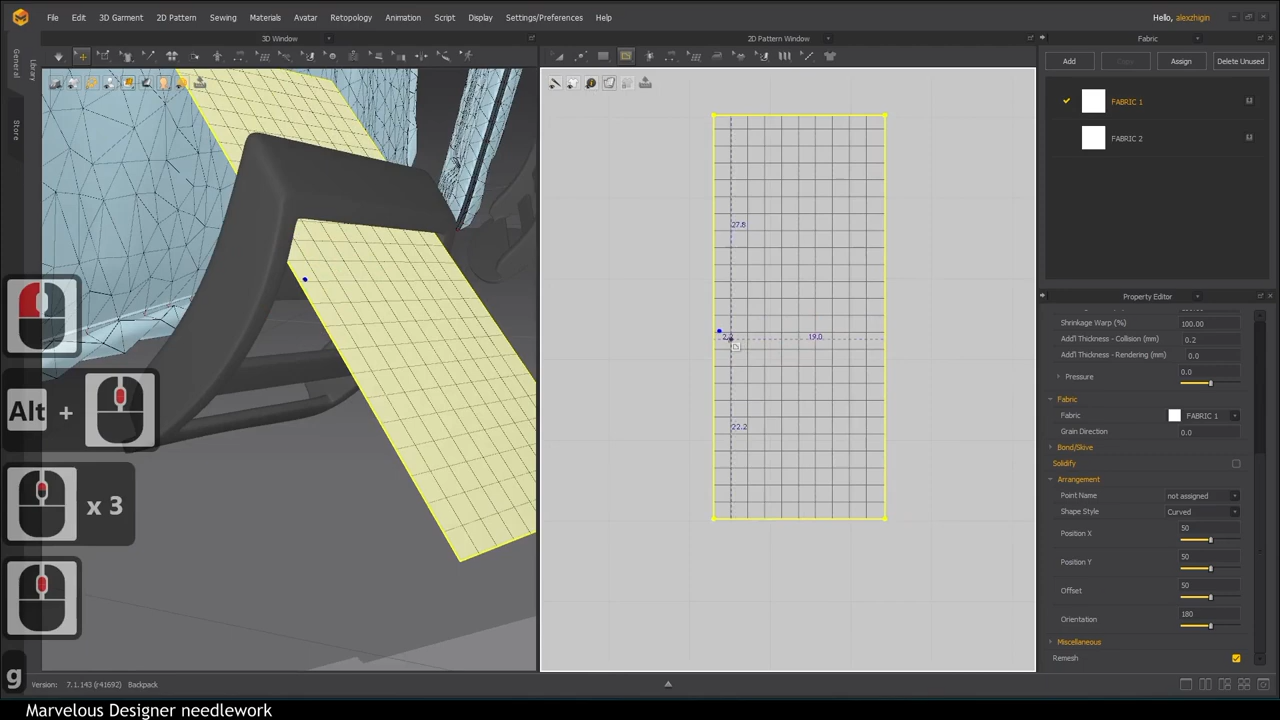 File Edit 3D Garment 2D Pattern Sewing Materials Avatar Retopology Animation Script Display Settings/Preferences Help Hello, alexzhigin
3D Window 2D Pattern Window Fabric
General
Library
Store
Add Assign Delete Unused
FABRIC 1
FABRIC 2
27.8
19.0
22.2
Property Editor
Shrinkage Warp (%) 100.00
Add'l Thickness - Collision (mm) 0.2
Add'l Thickness - Rendering (mm) 0.0
Pressure 0.0
Fabric
Fabric FABRIC 1
Grain Direction 0.0
Bond/Skive
Solidify
Arrangement
Point Name not assigned
Shape Style Curved
Position X 50
Position Y 50
Offset 50
Orientation 180
Miscellaneous
Remesh
Alt +
x 3
g
Version: 7.1.143 (r41692) Backpack
Marvelous Designer needlework